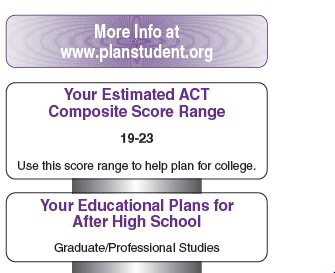 More Info at
www.planstudent.org
Your Estimated ACT
Composite Score Range
19-23
Use this score range to help plan for college.
Your Educational Plans for
After High School
Graduate/Professional Studies